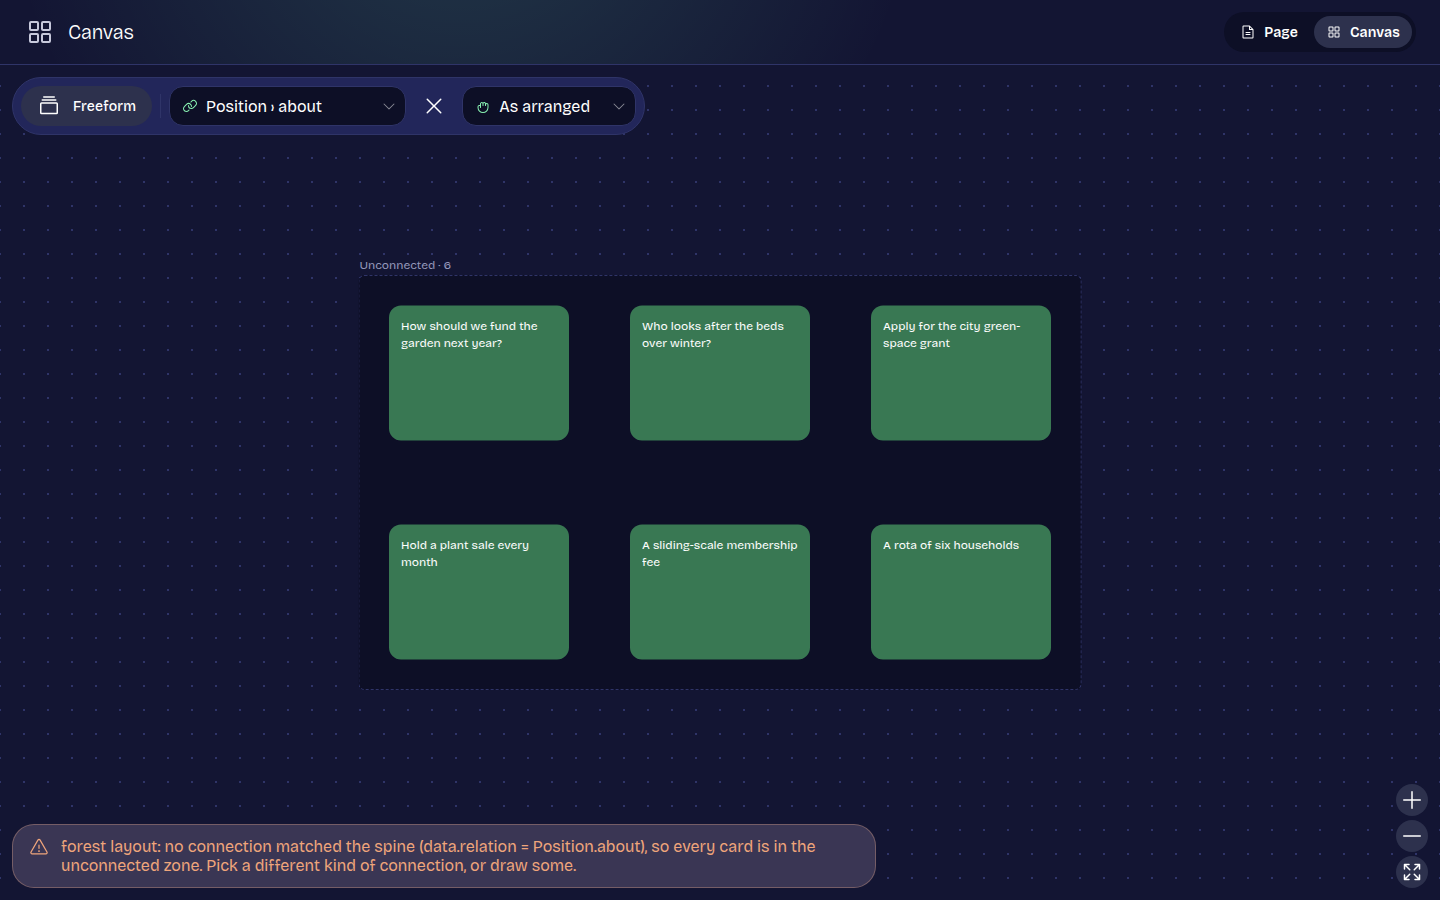 Canvas
Page
Canvas
Freeform
Position › about
As arranged
Unconnected · 6
How should we fund the
garden next year?
Who looks after the beds
over winter?
Apply for the city green-
space grant
Hold a plant sale every
month
A sliding-scale membership
fee
A rota of six households
forest layout: no connection matched the spine (data.relation = Position.about), so every card is in the
unconnected zone. Pick a different kind of connection, or draw some.